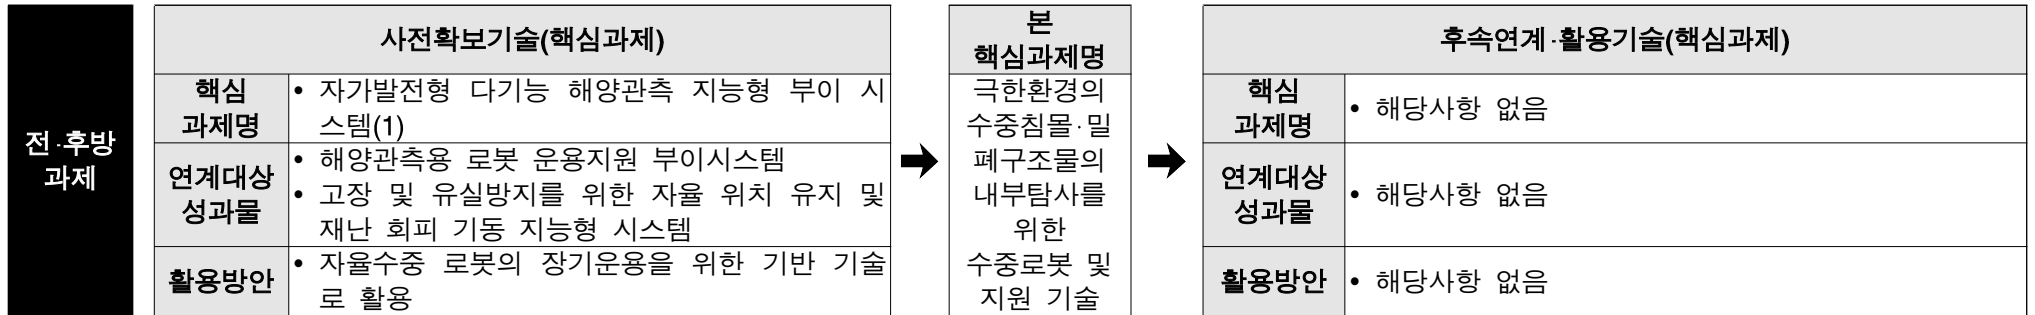 전·후방
과제
사전확보기술(핵심과제)
핵심
과제명
• 자가발전형 다기능 해양관측 지능형 부이 시
스템(1)
연계대상
성과물
• 해양관측용 로봇 운용지원 부이시스템
• 고장 및 유실방지를 위한 자율 위치 유지 및
재난 회피 기동 지능형 시스템
활용방안
• 자율수중 로봇의 장기운용을 위한 기반 기술
로 활용
본
핵심과제명
극한환경의
수중침몰·밀
폐구조물의
내부탐사를
위한
수중로봇 및
지원 기술
후속연계·활용기술(핵심과제)
핵심
과제명
• 해당사항 없음
연계대상
성과물
• 해당사항 없음
활용방안
• 해당사항 없음